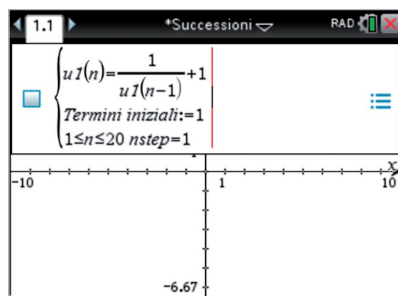 1.1 *Successioni RAD
u1(n)=1/u1(n-1)+1
Termini iniziali:=1
1≤n≤20 nstep=1
x
-10 1 10
-6.67